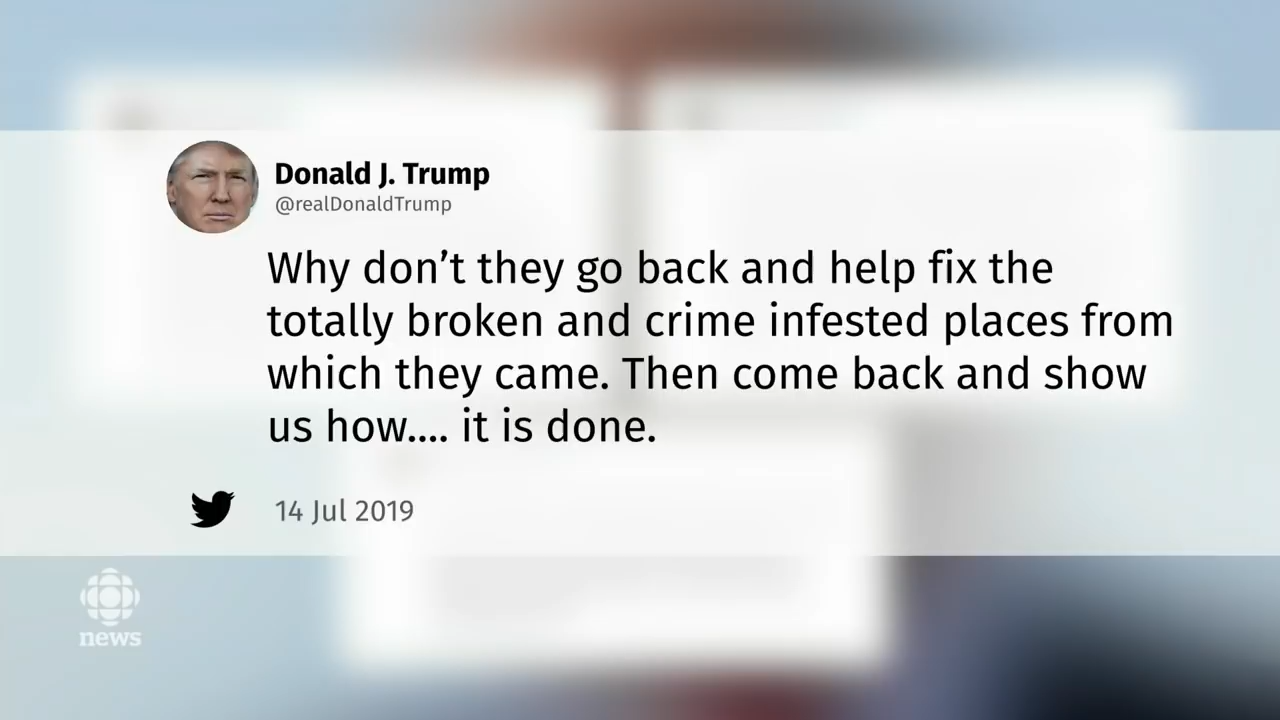 Donald J. Trump
@realDonaldTrump
Why don’t they go back and help fix the
totally broken and crime infested places from
which they came. Then come back and show
us how.... it is done.
14 Jul 2019
news